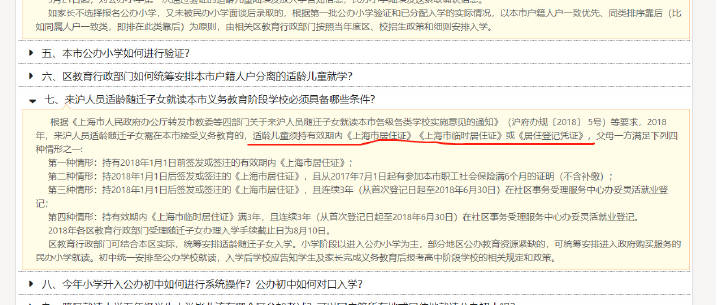 如家长不选择报名公办小学，又未被民办小学面谈后录取的，根据第一批公办小学验证和已分配入学的实际情况，以本市户籍人户一致优先、同类排序靠后（比
如同属人户一致类，即排在此类靠后）为原则，由相关区教育行政部门按照当年度区、校招生政策和细则安排入学。
五、本市公办小学如何进行验证？
六、区教育行政部门如何统筹安排本市户籍人户分离的适龄儿童就学？
七、来沪人员适龄随迁子女就读本市义务教育阶段学校必须具备哪些条件？
根据《上海市人民政府办公厅转发市教委等四部门关于来沪人员随迁子女就读本市各级各类学校实施意见的通知》（沪府办规〔2018〕5号）等要求，2018
年，来沪人员适龄随迁子女需在本市接受义务教育的，适龄儿童须持有效期内《上海市居住证》《上海市临时居住证》或《居住登记凭证》，父母一方满足下列四
种情形之一：
第一种情形：持有2018年1月1日前签发或签注的有效期内《上海市居住证》；
第二种情形：持2018年1月1日后签发或签注的《上海市居住证》，且从2017年7月1日起有参加本市职工社会保险满6个月的证明（不含补缴）；
第三种情形：持2018年1月1日后签发或签注的《上海市居住证》，且连续3年（从首次登记日起至2018年6月30日）在社区事务受理服务中心办妥灵活就业登
记；
第四种情形：持有效期内《上海市临时居住证》满3年，且连续3年（从首次登记日起至2018年6月30日）在社区事务受理服务中心办妥灵活就业登记。
2018年各区教育行政部门受理随迁子女办理入学手续截止日为8月10日。
区教育行政部门可结合本区实际，统筹安排适龄随迁子女入学。小学阶段以进入公办小学为主，部分地区公办教育资源紧缺的，可统筹安排进入政府购买服务的
民办小学就读。初中统一安排至公办学校就读，入学后学校应告知学生及家长完成义务教育后报考高中阶段学校的相关规定和政策。
八、今年小学升入公办初中如何进行系统操作？公办初中如何对口入学？